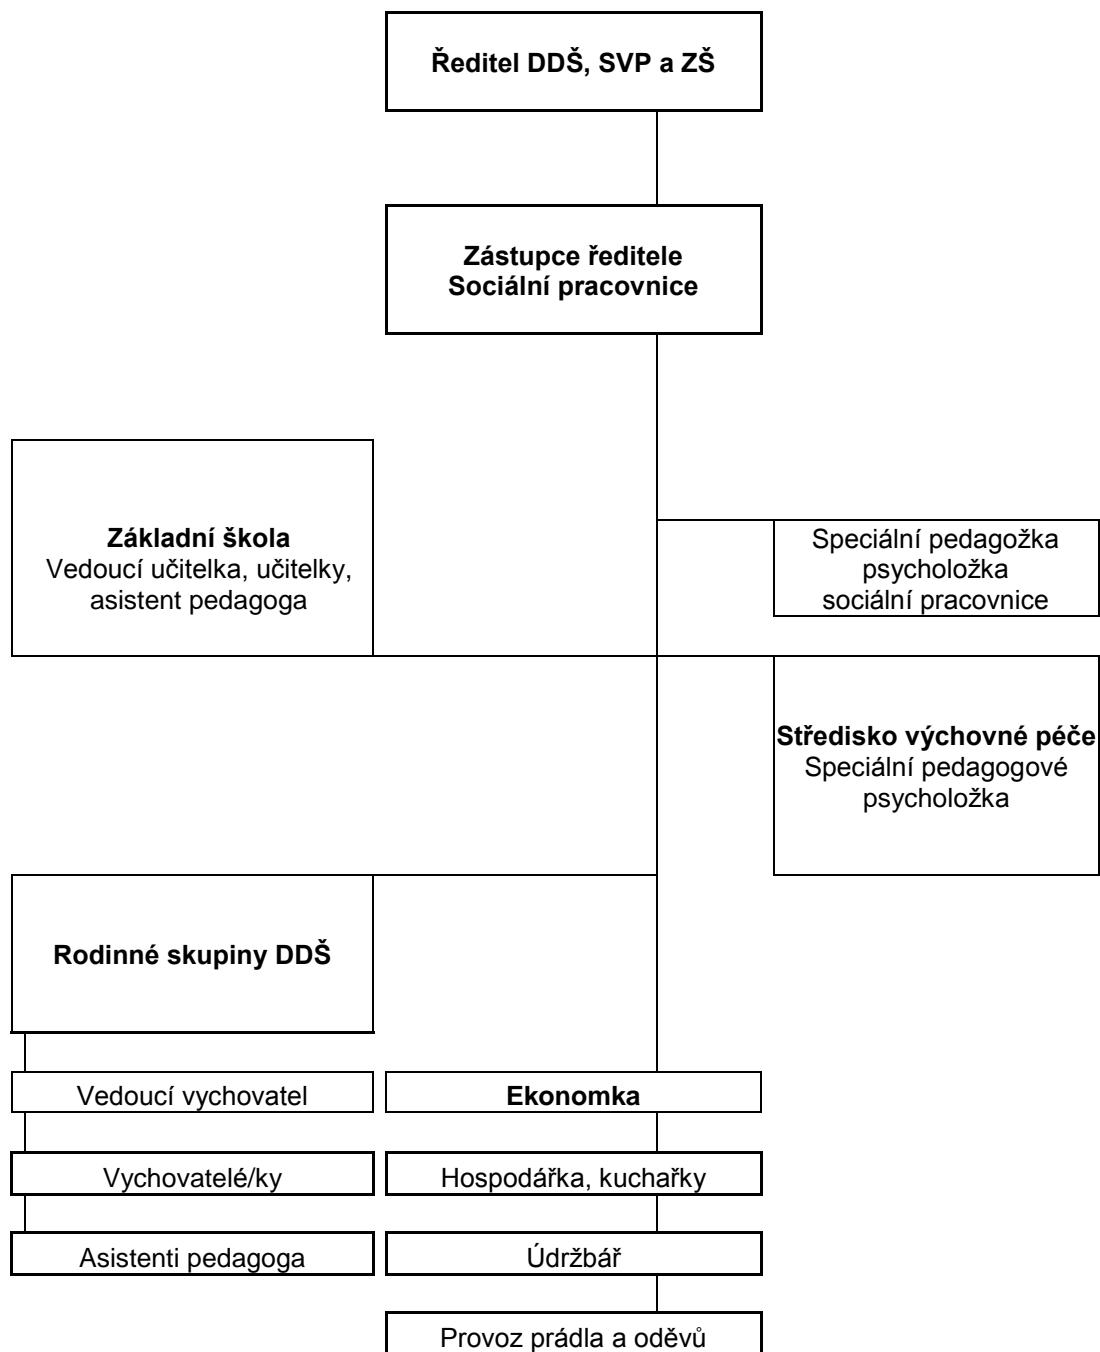 Ředitel DDŠ, SVP a ZŠ
Zástupce ředitele
Sociální pracovnice
Základní škola
Vedoucí učitelka, učitelky,
asistent pedagoga
Speciální pedagožka
psycholožka
sociální pracovnice
Středisko výchovné péče
Speciální pedagogové
psycholožka
Rodinné skupiny DDŠ
Vedoucí vychovatel
Ekonomka
Vychovatelé/ky
Hospodářka, kuchařky
Asistenti pedagoga
Údržbář
Provoz prádla a oděvů